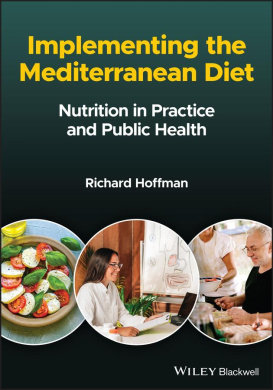 Implementing the
Mediterranean Diet
Nutrition in Practice
and Public Health
Richard Hoffman
WILEY Blackwell